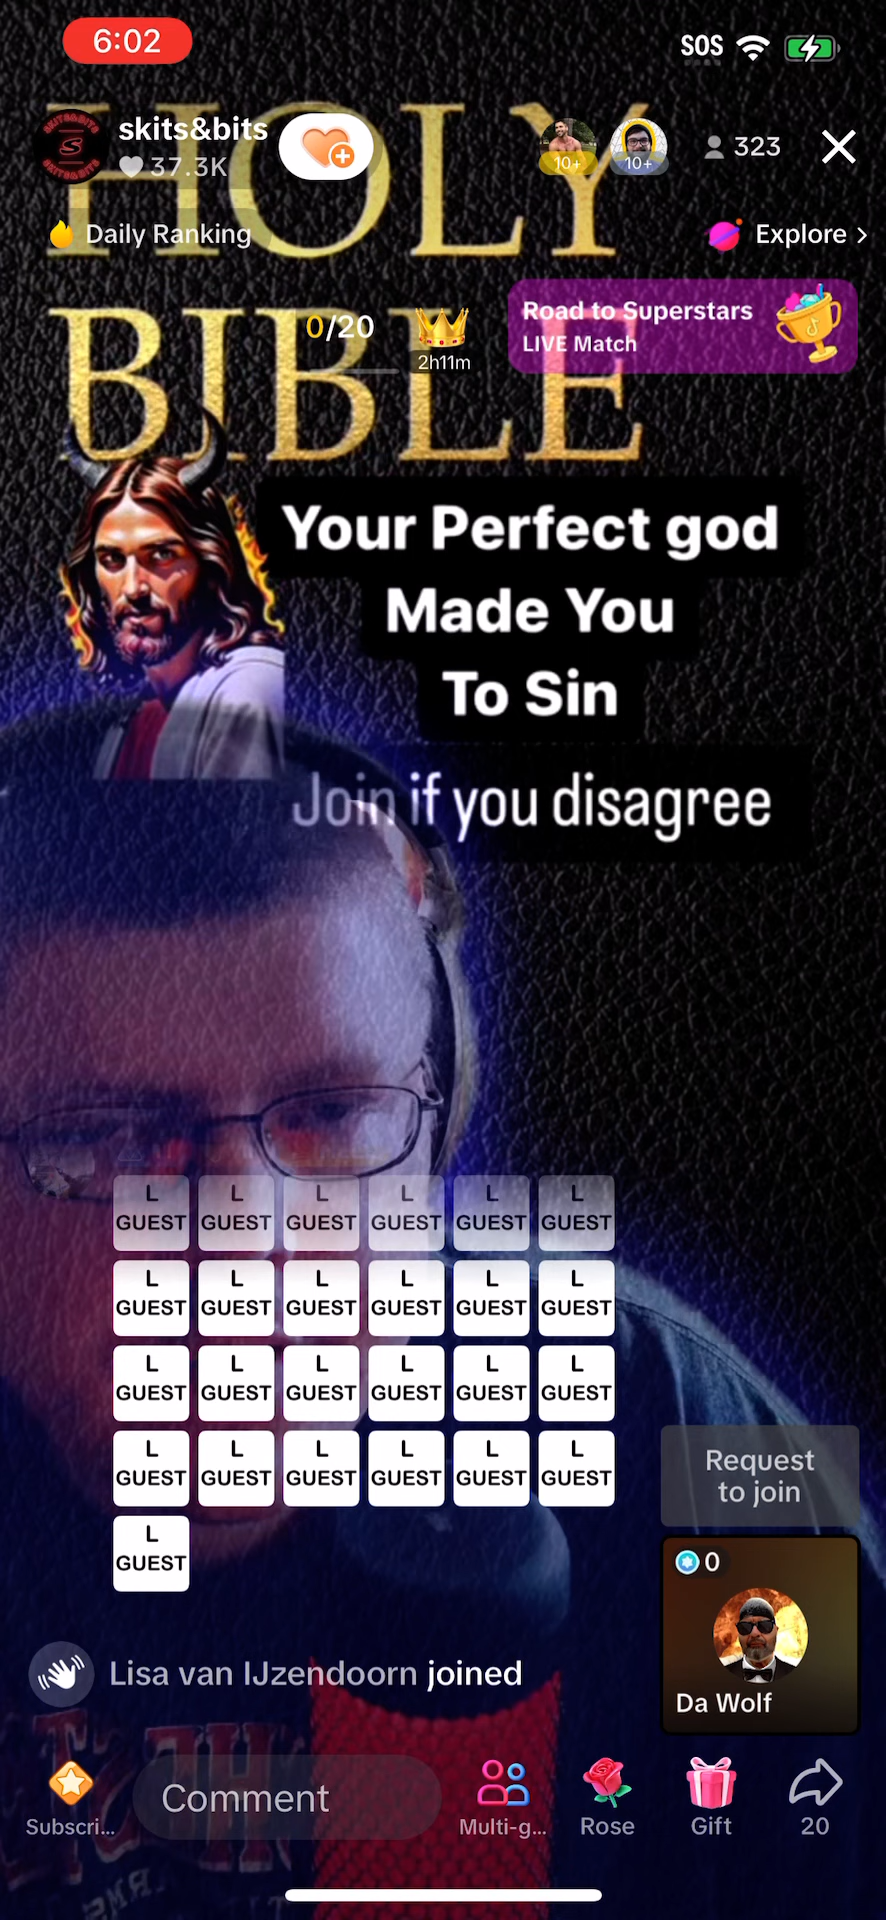 6:02
SOS
skits&bits
37.3K
10+
10+
323
HOLY
Daily Ranking
Explore >
BIBLE
0/20
2h11m
Road to Superstars
LIVE Match
Your Perfect god
Made You
To Sin
Join if you disagree
L L L L L L
GUEST GUEST GUEST GUEST GUEST GUEST
L L L L L L
GUEST GUEST GUEST GUEST GUEST GUEST
L L L L L L
GUEST GUEST GUEST GUEST GUEST GUEST
L L L L L L
GUEST GUEST GUEST GUEST GUEST GUEST
L
GUEST
Request
to join
0
Da Wolf
Lisa van IJzendoorn joined
Comment
Subscri...
Multi-g...
Rose
Gift
20